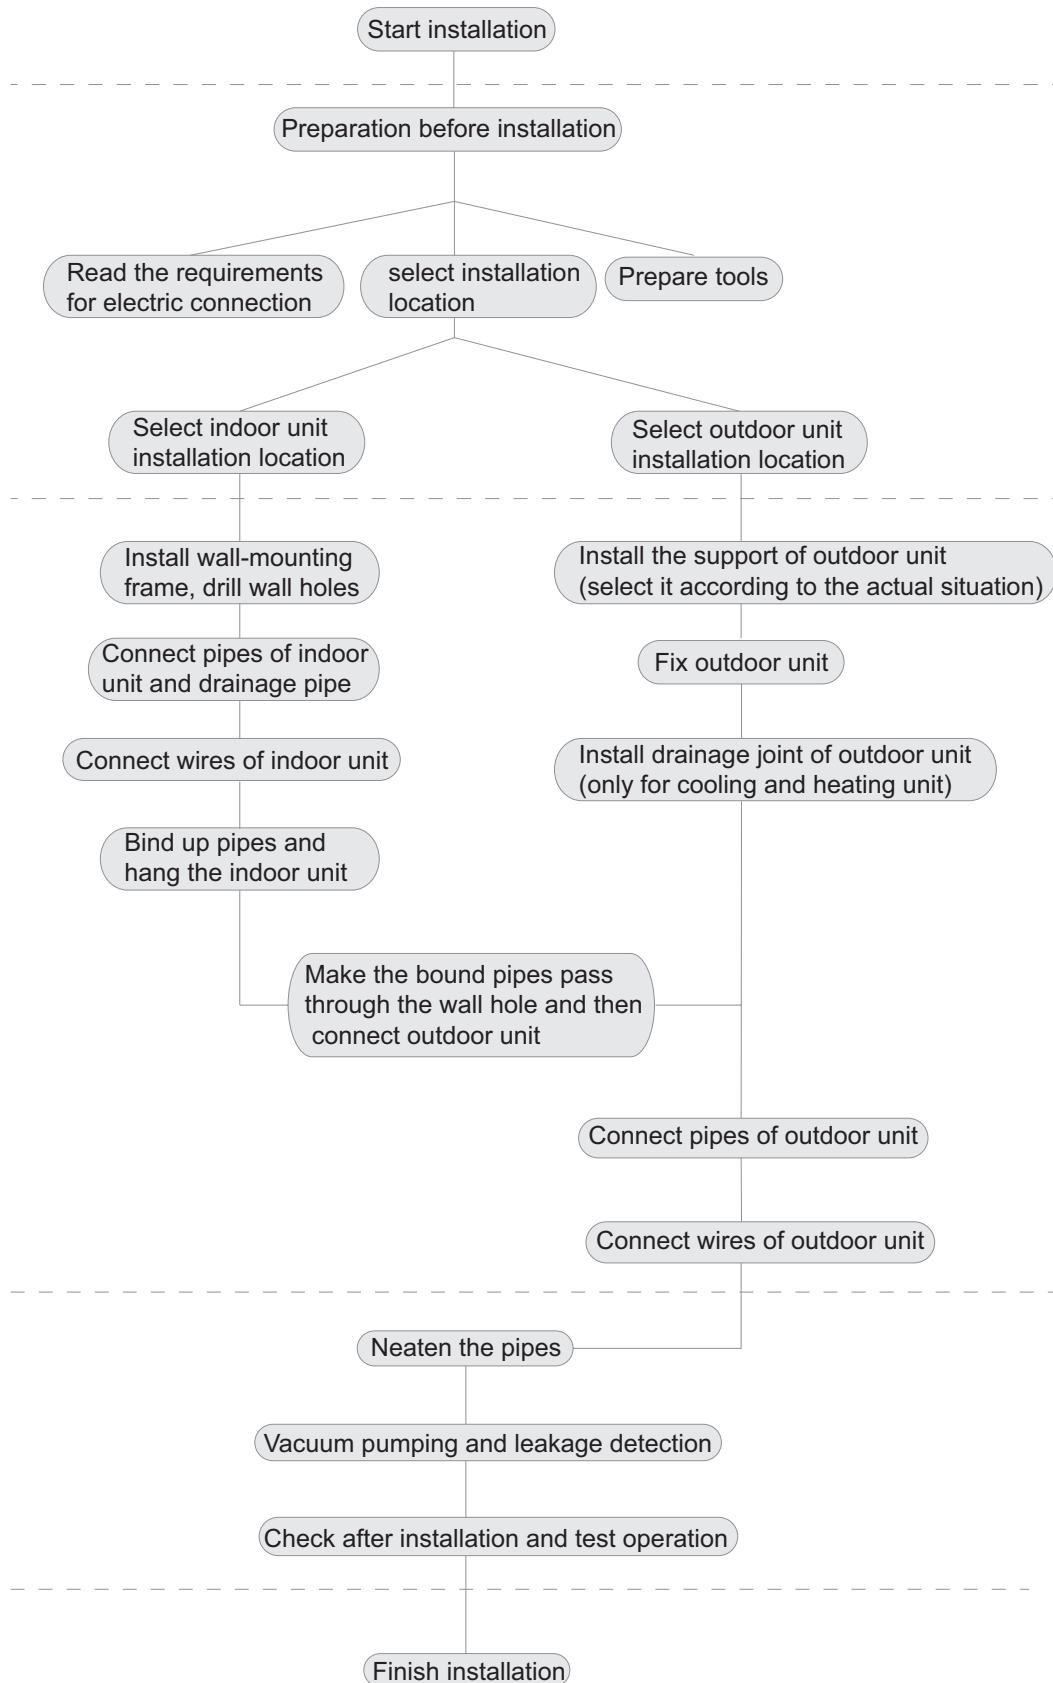 Start installation
Preparation before installation
Read the requirements
for electric connection
select installation
location
Prepare tools
Select indoor unit
installation location
Select outdoor unit
installation location
Install wall-mounting
frame, drill wall holes
Install the support of outdoor unit
(select it according to the actual situation)
Connect pipes of indoor
unit and drainage pipe
Fix outdoor unit
Connect wires of indoor unit
Install drainage joint of outdoor unit
(only for cooling and heating unit)
Bind up pipes and
hang the indoor unit
Make the bound pipes pass
through the wall hole and then
connect outdoor unit
Connect pipes of outdoor unit
Connect wires of outdoor unit
Neaten the pipes
Vacuum pumping and leakage detection
Check after installation and test operation
Finish installation